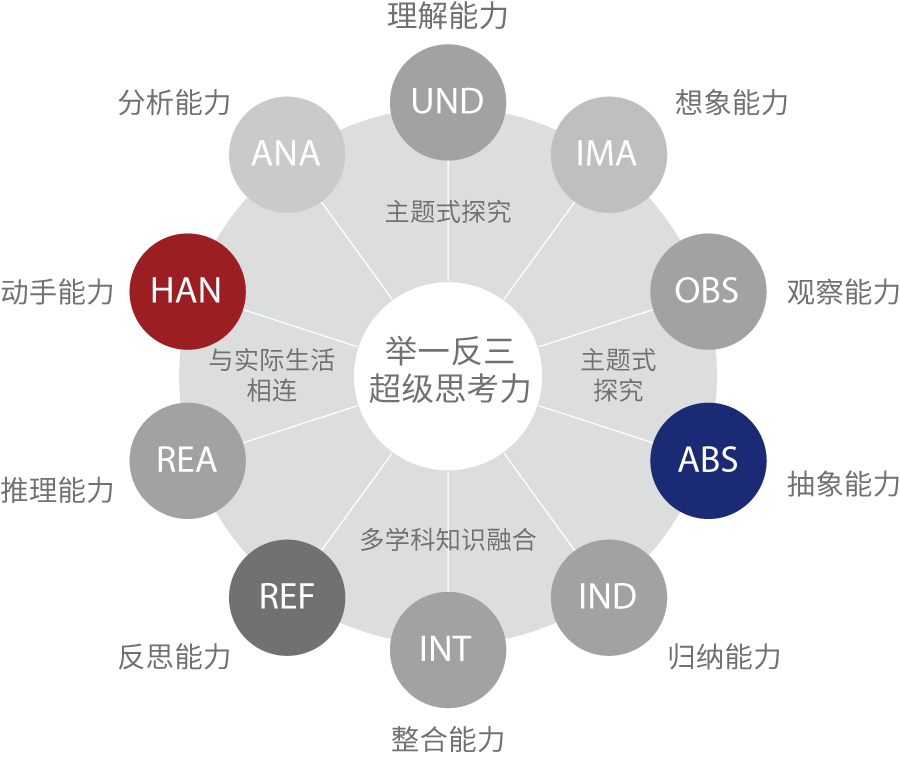 理解能力
UND
分析能力
ANA
想象能力
IMA
主题式探究
动手能力
HAN
观察能力
OBS
与实际生活
相连
举一反三
超级思考力
主题式
探究
推理能力
REA
抽象能力
ABS
多学科知识融合
反思能力
REF
归纳能力
IND
INT
整合能力